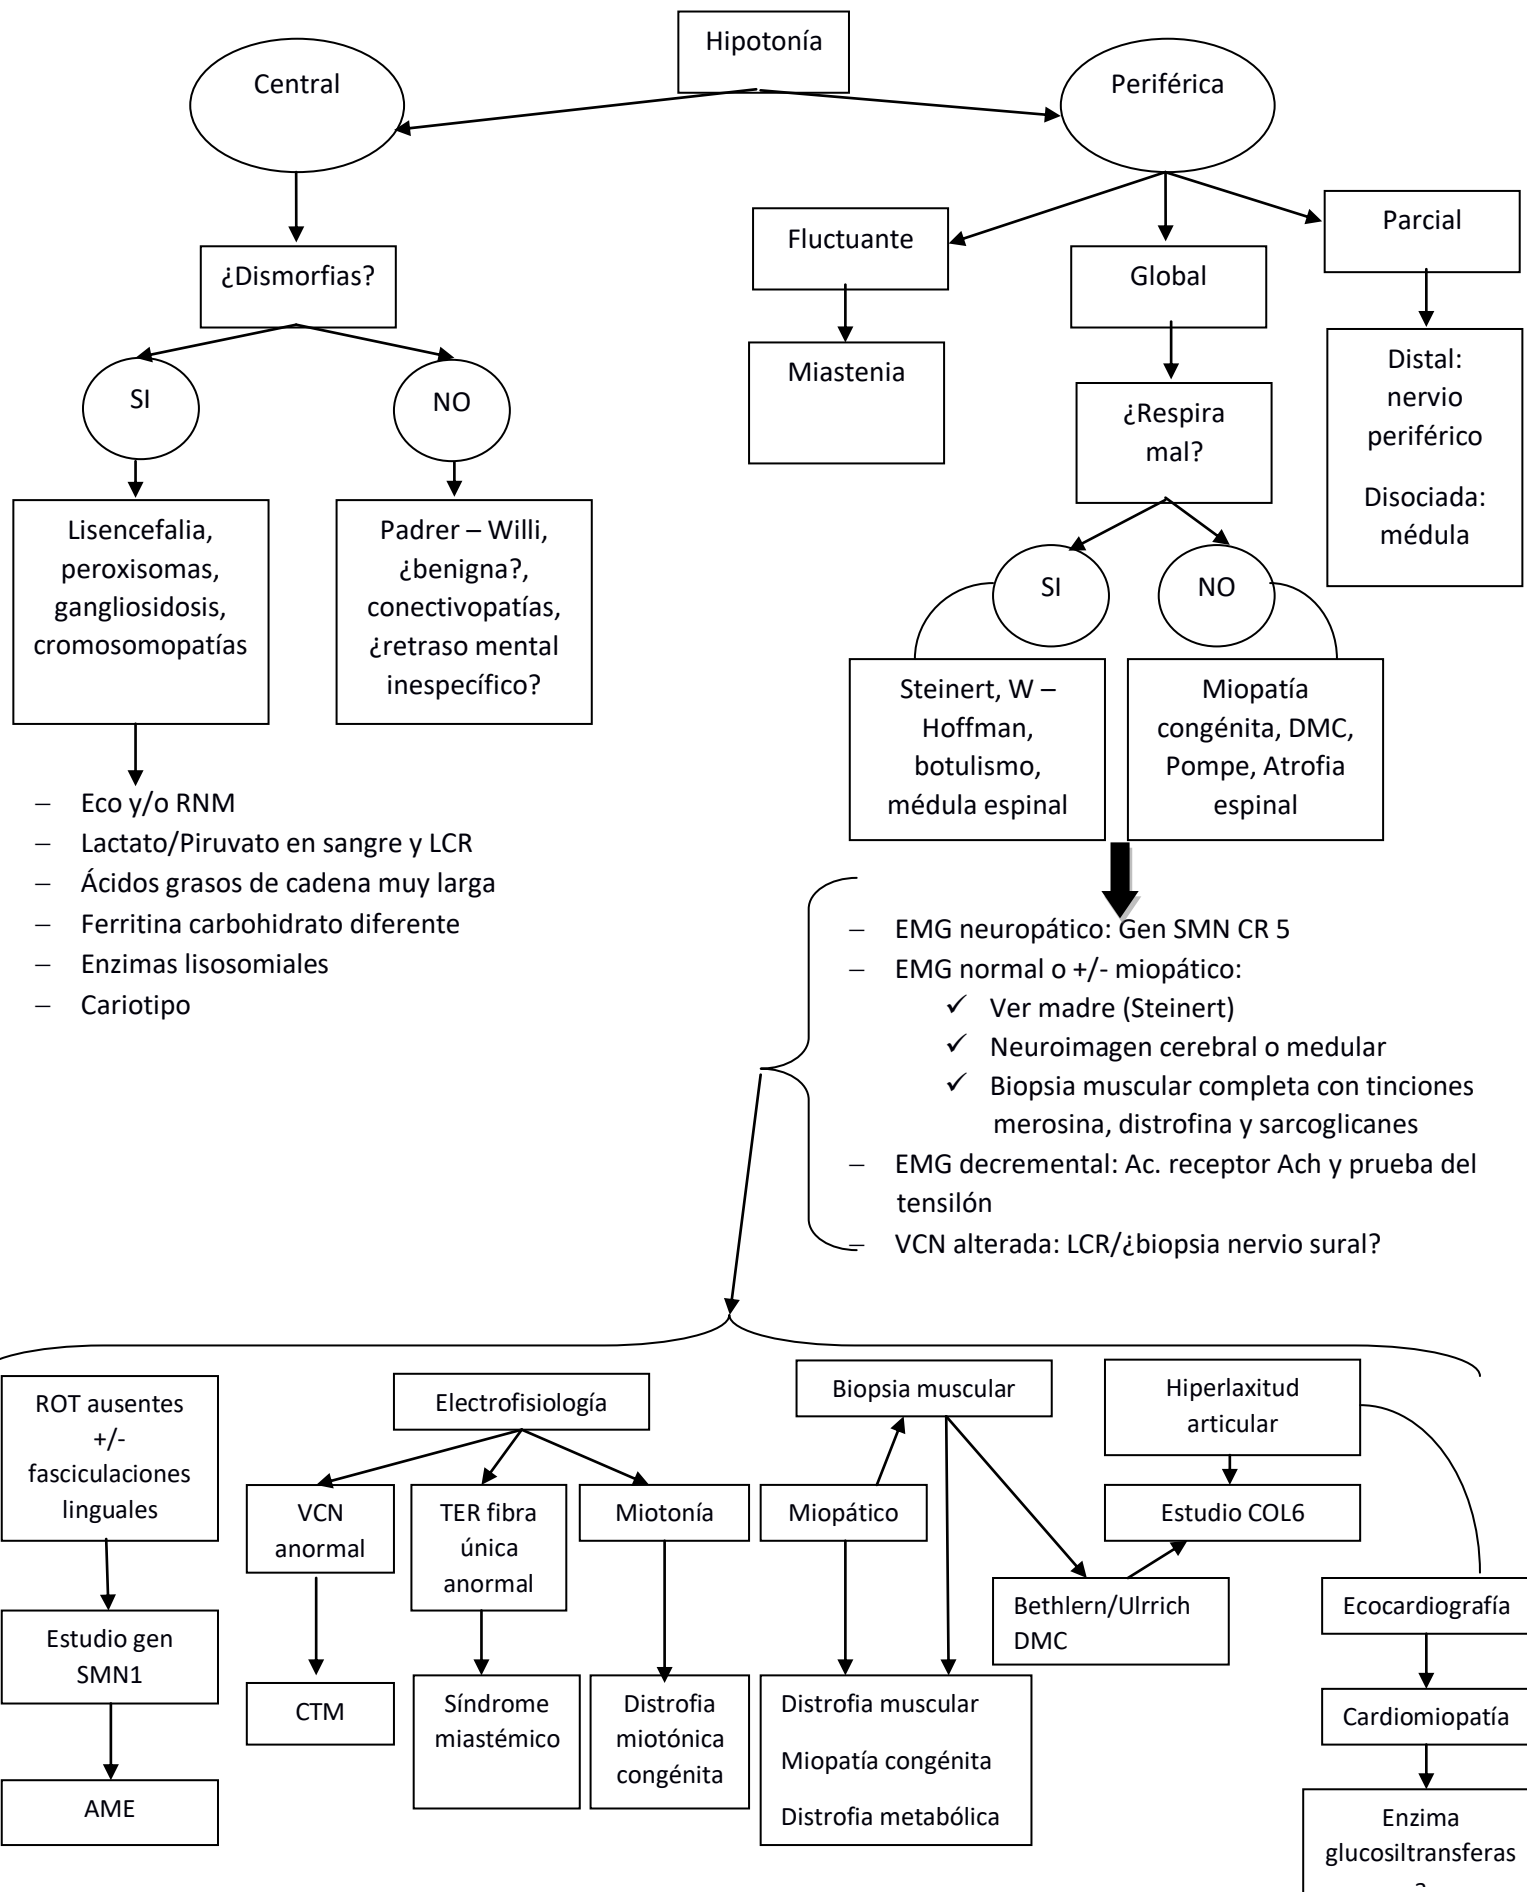 Hipotonía
Central
Periférica
¿Dismorfias?
Fluctuante
Global
Parcial
SI
NO
Miastenia
¿Respira
mal?
Distal:
nervio
periférico
Disociada:
médula
Lisencefalia,
peroxisomas,
gangliosidosis,
cromosomopatías
Padrer – Willi,
¿benigna?,
conectivopatías,
¿retraso mental
inespecífico?
SI
NO
Steinert, W –
Hoffman,
botulismo,
médula espinal
Miopatía
congénita, DMC,
Pompe, Atrofia
espinal
– Eco y/o RNM
– Lactato/Piruvato en sangre y LCR
– Ácidos grasos de cadena muy larga
– Ferritina carbohidrato diferente
– Enzimas lisosomiales
– Cariotipo
– EMG neuropático: Gen SMN CR 5
– EMG normal o +/- miopático:
✓ Ver madre (Steinert)
✓ Neuroimagen cerebral o medular
✓ Biopsia muscular completa con tinciones
merosina, distrofina y sarcoglicanes
– EMG decremental: Ac. receptor Ach y prueba del
tensilón
– VCN alterada: LCR/¿biopsia nervio sural?
ROT ausentes
+/-
fasciculaciones
linguales
Electrofisiología
Biopsia muscular
Hiperlaxitud
articular
VCN
anormal
TER fibra
única
anormal
Miotonía
Miopático
Estudio COL6
Bethlern/Ulrrich
DMC
Ecocardiografía
Estudio gen
SMN1
CTM
Síndrome
miastémico
Distrofia
miotónica
congénita
Distrofia muscular
Miopatía congénita
Distrofia metabólica
Cardiomiopatía
AME
Enzima
glucosiltransferas